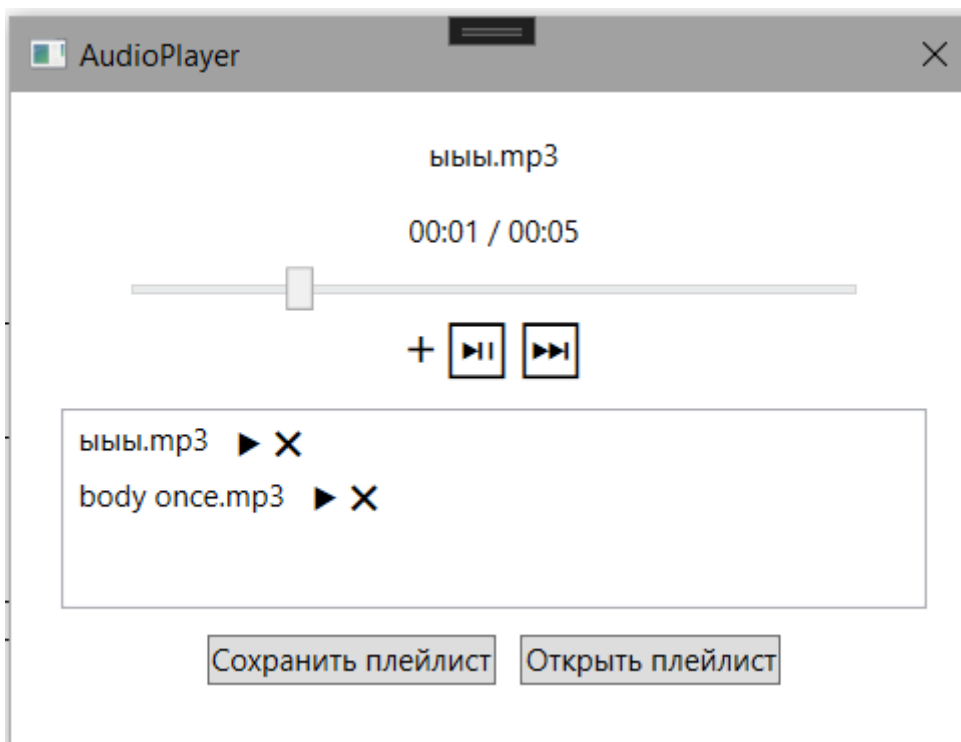 AudioPlayer
ыыы.mp3
00:01 / 00:05
ыыы.mp3
body once.mp3
Сохранить плейлист Открыть плейлист